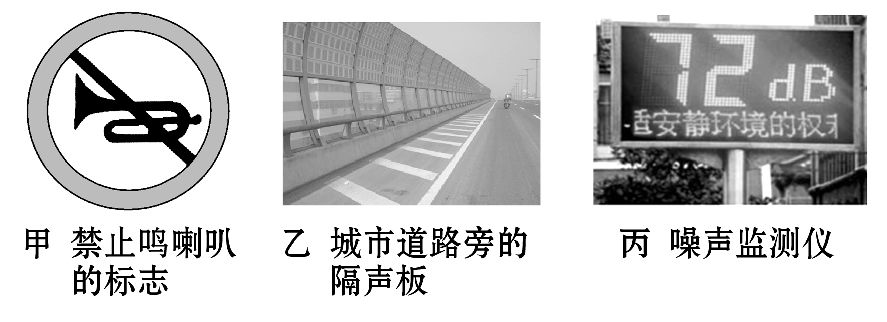 72 dB
适安静环境的权利
甲 禁止鸣喇叭
的标志
乙 城市道路旁的
隔声板
丙 噪声监测仪